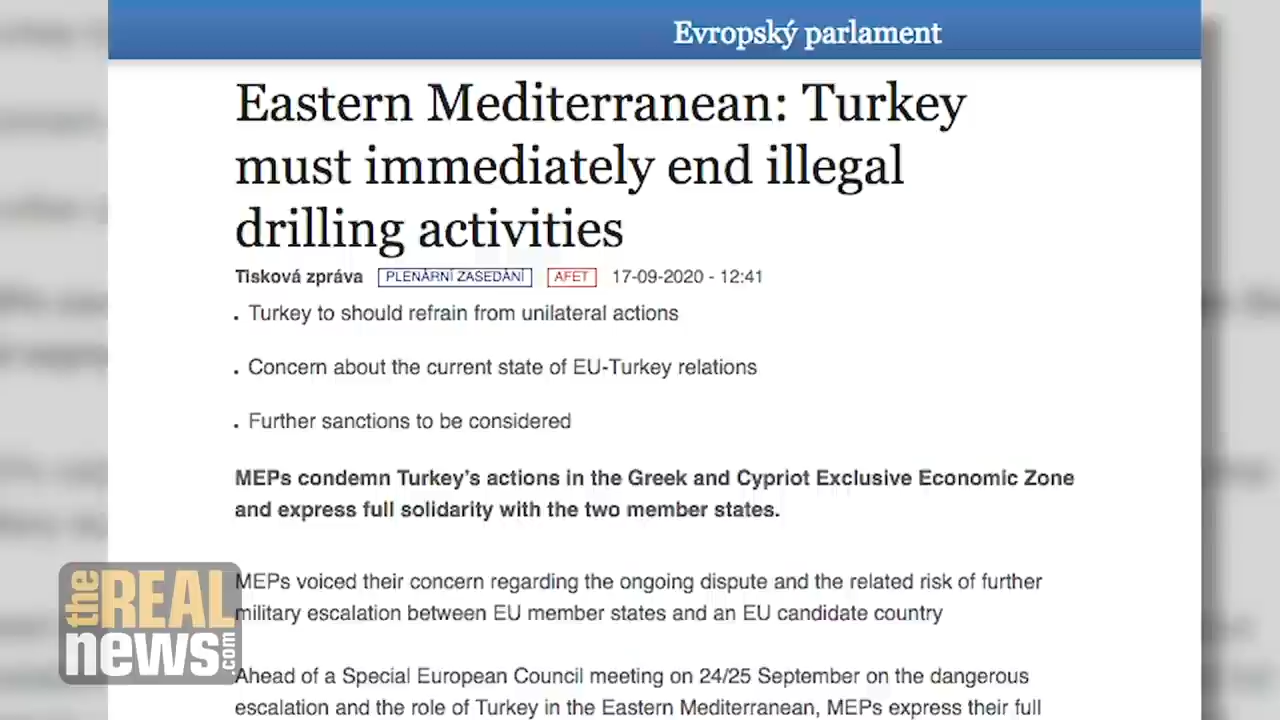 Evropský parlament
Eastern Mediterranean: Turkey
must immediately end illegal
drilling activities
Tisková zpráva PLENÁRNÍ ZASEDÁNÍ AFET 17-09-2020 - 12:41
. Turkey to should refrain from unilateral actions
. Concern about the current state of EU-Turkey relations
. Further sanctions to be considered
MEPs condemn Turkey's actions in the Greek and Cypriot Exclusive Economic Zone
and express full solidarity with the two member states.
MEPs voiced their concern regarding the ongoing dispute and the related risk of further
military escalation between EU member states and an EU candidate country
Ahead of a Special European Council meeting on 24/25 September on the dangerous
escalation and the role of Turkey in the Eastern Mediterranean, MEPs express their full
the REAL
news.com